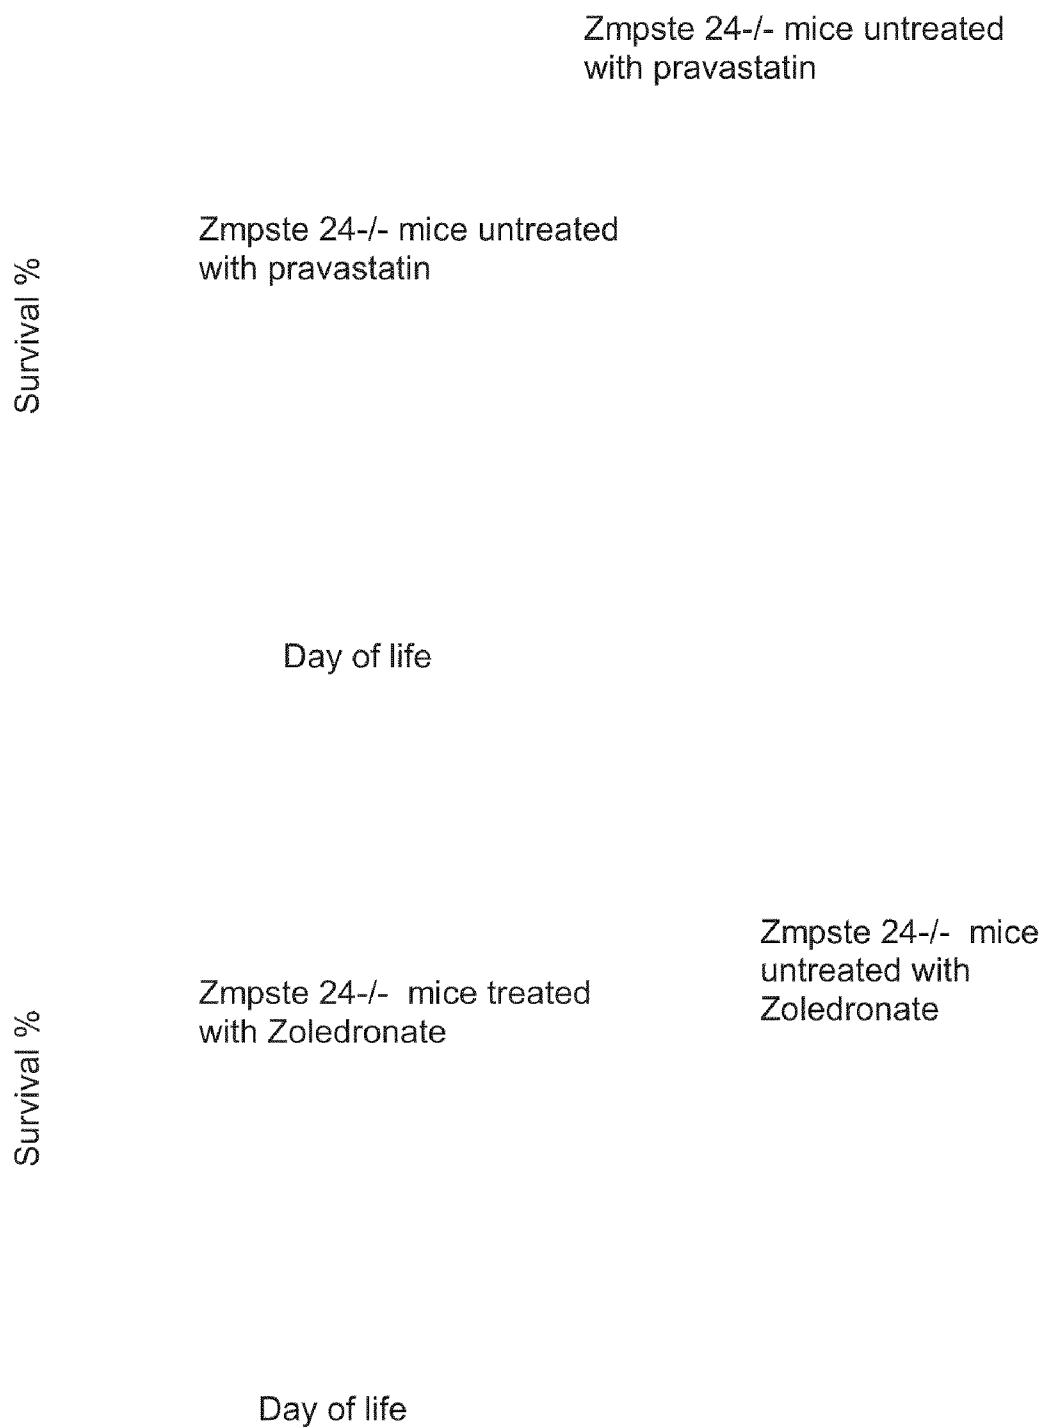 Zmpste 24-/- mice untreated
with pravastatin
Zmpste 24-/- mice untreated
with pravastatin
Survival %
Day of life
Zmpste 24-/-  mice
untreated with
Zoledronate
Zmpste 24-/-  mice treated
with Zoledronate
Survival %
Day of life